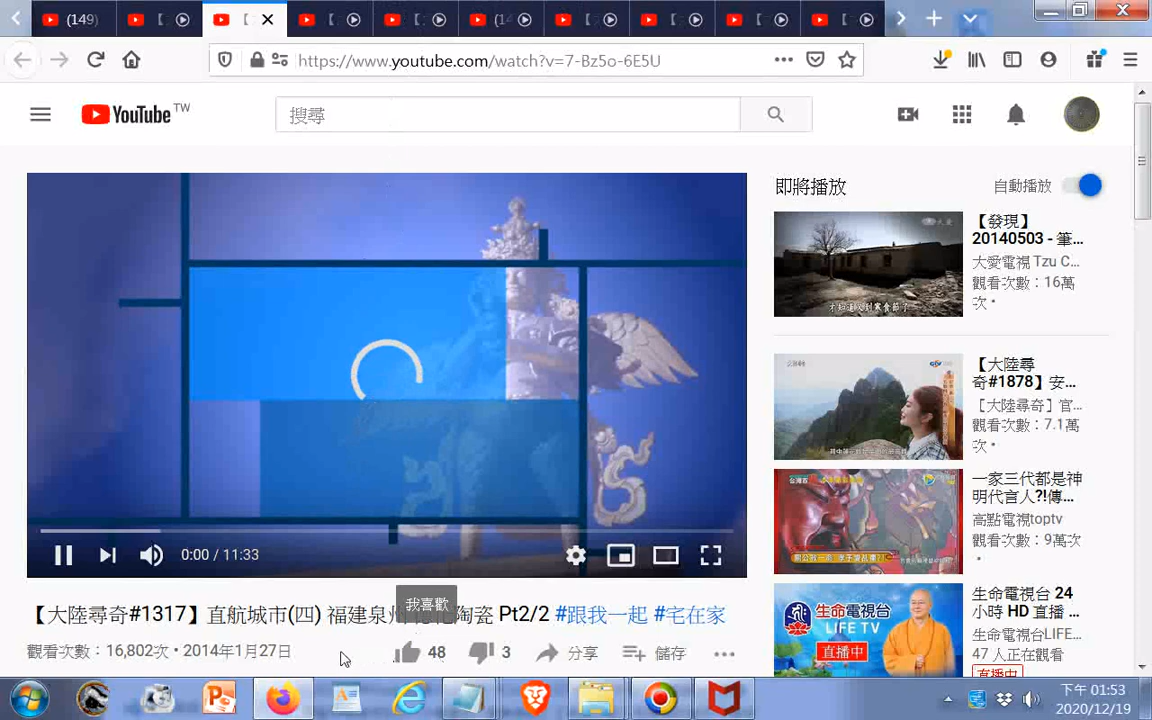 (149)
https://www.youtube.com/watch?v=7-Bz5o-6E5U
YouTube TW
搜尋
即將播放
自動播放
【發現】
20140503 - 筆...
大愛電視 Tzu C...
觀看次數：16萬
次・
【大陸尋
奇#1878】安...
［大陸尋奇］官...
觀看次數：7.1萬
次・
一家三代都是神
明代言人?!傳...
高點電視toptv
觀看次數：9萬次
・
生命電視台 24
小時 HD 直播 ...
生命電視台LIFE...
47 人正在觀看
直播中
生命電視台
LIFE TV
直播中
0:00 / 11:33
我喜歡
【大陸尋奇#1317】直航城市(四) 福建泉州 陶瓷 Pt2/2 #跟我一起 #宅在家
觀看次數：16,802次・2014年1月27日
48
3
分享
儲存
下午 01:53
2020/12/19